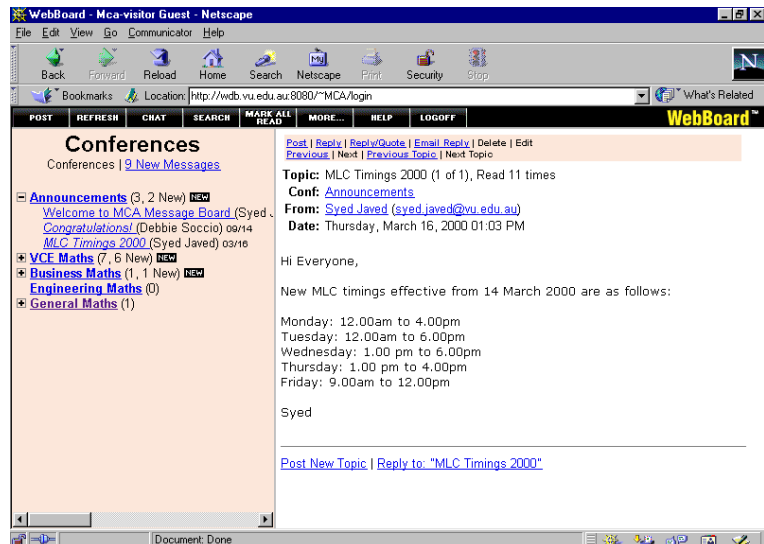 WebBoard - Mca-visitor Guest - Netscape
File Edit View Go Communicator Help
Back Forward Reload Home Search Netscape Print Security Stop
N
Bookmarks Location: http://wdb.vu.edu.au:8080/~MCA/login What's Related
POST REFRESH CHAT SEARCH MARK ALL READ MORE... HELP LOGOFF WebBoard™
Conferences
Conferences | 9 New Messages
Announcements (3, 2 New) NEW
Welcome to MCA Message Board (Syed
Congratulations! (Debbie Soccio) 09/14
MLC Timings 2000 (Syed Javed) 03/16
VCE Maths (7, 6 New) NEW
Business Maths (1, 1 New) NEW
Engineering Maths (0)
General Maths (1)
Post | Reply | Reply/Quote | Email Reply | Delete | Edit
Previous | Next | Previous Topic | Next Topic
Topic: MLC Timings 2000 (1 of 1), Read 11 times
Conf: Announcements
From: Syed Javed (syed.javed@vu.edu.au)
Date: Thursday, March 16, 2000 01:03 PM
Hi Everyone,
New MLC timings effective from 14 March 2000 are as follows:
Monday: 12.00am to 4.00pm
Tuesday: 12.00am to 6.00pm
Wednesday: 1.00 pm to 6.00pm
Thursday: 1.00 pm to 4.00pm
Friday: 9.00am to 12.00pm
Syed
Post New Topic | Reply to: "MLC Timings 2000"
Document: Done